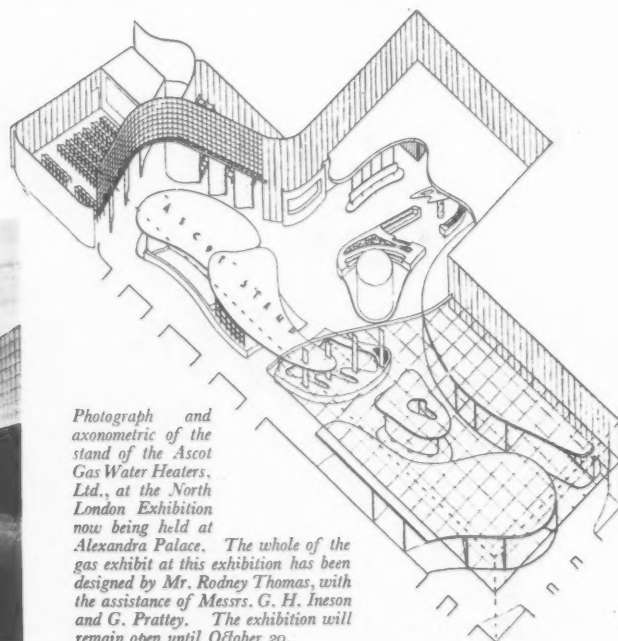 ASCOT STAND
Photograph and
axonometric of the
stand of the Ascot
Gas Water Heaters,
Ltd., at the North
London Exhibition
now being held at
Alexandra Palace. The whole of the
gas exhibit at this exhibition has been
designed by Mr. Rodney Thomas, with
the assistance of Messrs. G. H. Ineson
and G. Prattey. The exhibition will
remain open until October 20.